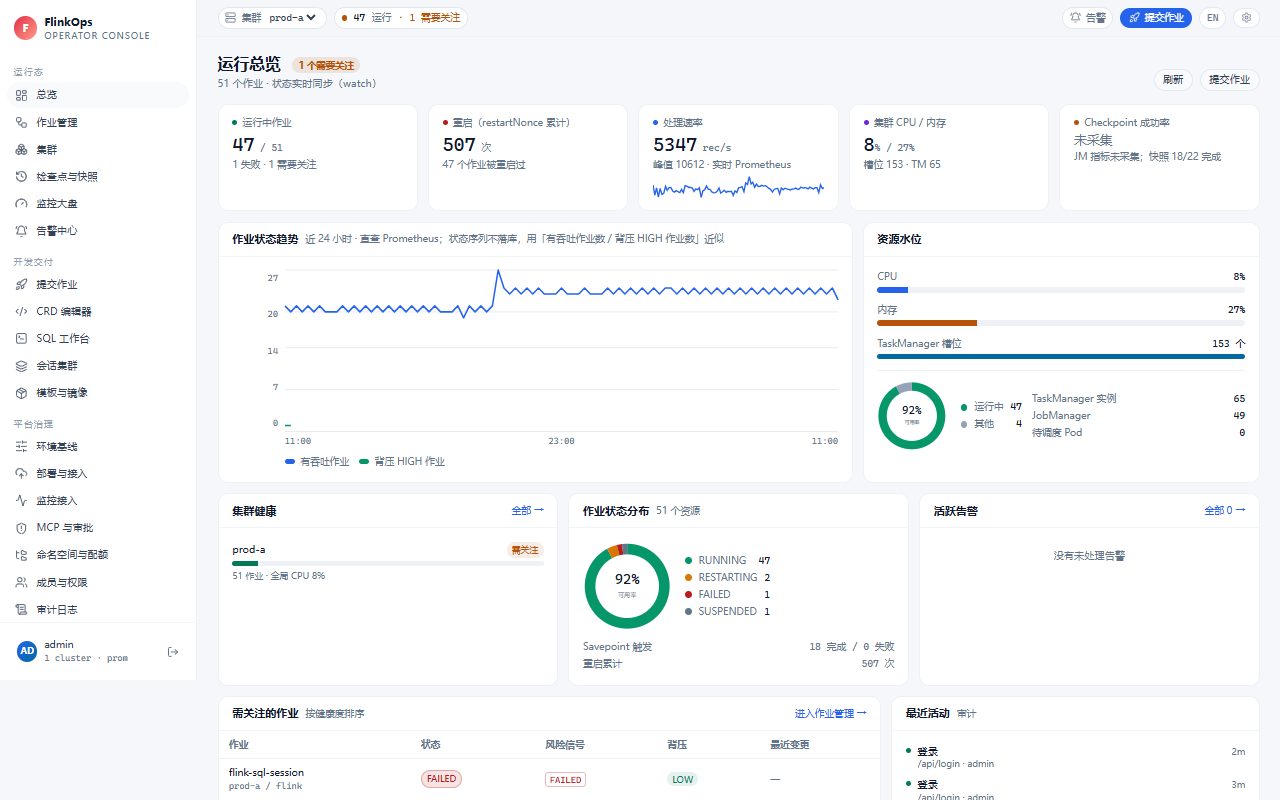 FlinkOps
OPERATOR CONSOLE
运行态
总览
作业管理
集群
检查点与快照
监控大盘
告警中心
开发交付
提交作业
CRD 编辑器
SQL 工作台
会话集群
模板与镜像
平台治理
环境基线
部署与接入
监控接入
MCP 与审批
命名空间与配额
成员与权限
审计日志
AD
admin
1 cluster · prom
集群 prod-a
47 运行 · 1 需要关注
告警
提交作业
EN
运行总览 1 个需要关注
51 个作业 · 状态实时同步（watch）
刷新
提交作业
运行中作业
47 / 51
1 失败 · 1 需要关注
重启（restartNonce 累计）
507 次
47 个作业被重启过
处理速率
5347 rec/s
峰值 10612 · 实时 Prometheus
集群 CPU / 内存
8% / 27%
槽位 153 · TM 65
Checkpoint 成功率
未采集
JM 指标未采集；快照 18/22 完成
作业状态趋势 近 24 小时 · 直查 Prometheus；状态序列不落库，用「有吞吐作业数 / 背压 HIGH 作业数」近似
27
20
14
7
0
11:00 23:00 11:00
有吞吐作业 背压 HIGH 作业
资源水位
CPU 8%
内存 27%
TaskManager 槽位 153 个
92%
可用率
运行中 47
其他 4
TaskManager 实例 65
JobManager 49
待调度 Pod 0
集群健康 全部 →
prod-a 需关注
51 作业 · 全局 CPU 8%
作业状态分布 51 个资源
92%
可用率
RUNNING 47
RESTARTING 2
FAILED 1
SUSPENDED 1
Savepoint 触发 18 完成 / 0 失败
重启累计 507 次
活跃告警 全部 0 →
没有未处理告警
需关注的作业 按健康度排序 进入作业管理 →
作业 状态 风险信号 背压 最近变更
flink-sql-session FAILED FAILED LOW —
prod-a / flink
最近活动 审计
登录 2m
/api/login · admin
登录 3m
/api/login · admin